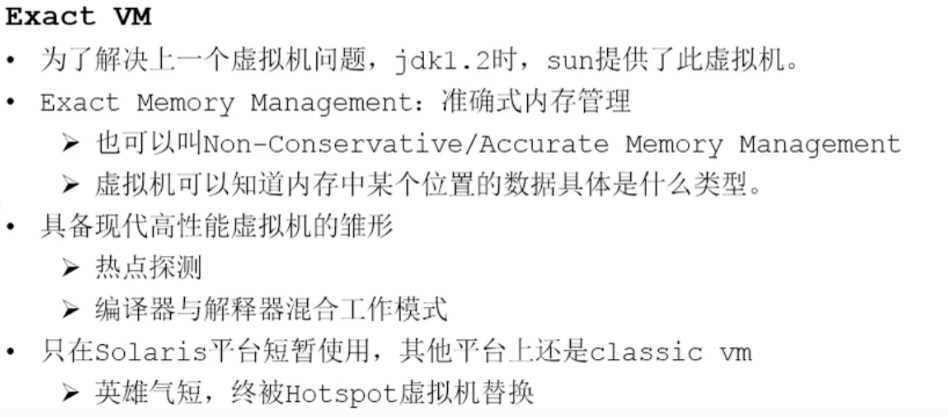 Exact VM
• 为了解决上一个虚拟机问题，jdk1.2时，sun提供了此虚拟机。
• Exact Memory Management：准确式内存管理
➢ 也可以叫Non-Conservative/Accurate Memory Management
➢ 虚拟机可以知道内存中某个位置的数据具体是什么类型。
• 具备现代高性能虚拟机的雏形
➢ 热点探测
➢ 编译器与解释器混合工作模式
• 只在Solaris平台短暂使用，其他平台上还是classic vm
➢ 英雄气短，终被Hotspot虚拟机替换